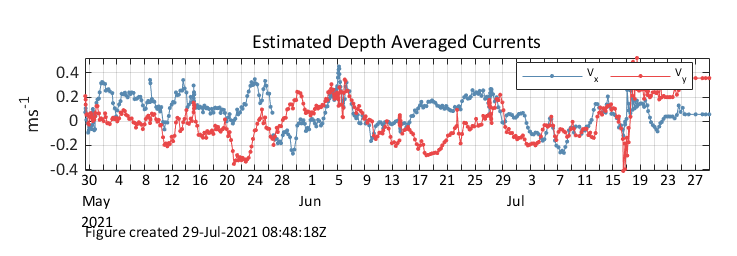 Estimated Depth Averaged Currents
Vx Vy
ms-1
0.4
0.2
0
-0.2
-0.4
30 4 8 12 16 20 24 28 1 5 9 13 17 21 25 29 3 7 11 15 19 23 27
May Jun Jul
2021
Figure created 29-Jul-2021 08:48:18Z